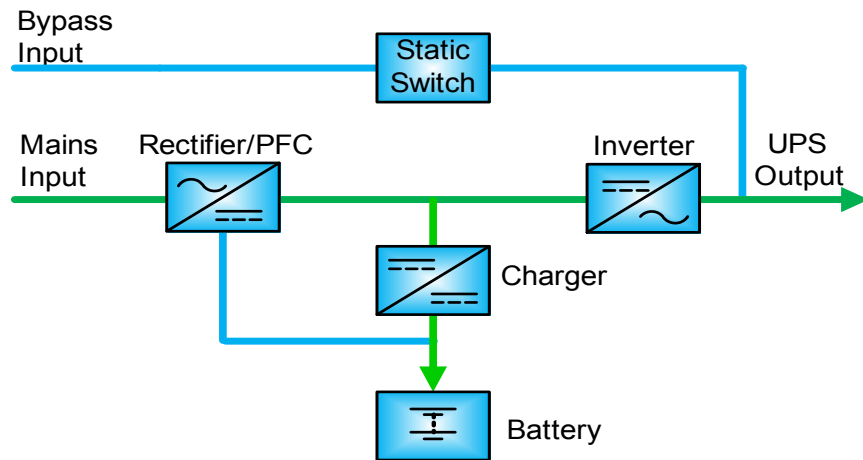 Bypass
Input
Static
Switch
Mains
Input
Rectifier/PFC
Inverter
UPS
Output
Charger
Battery